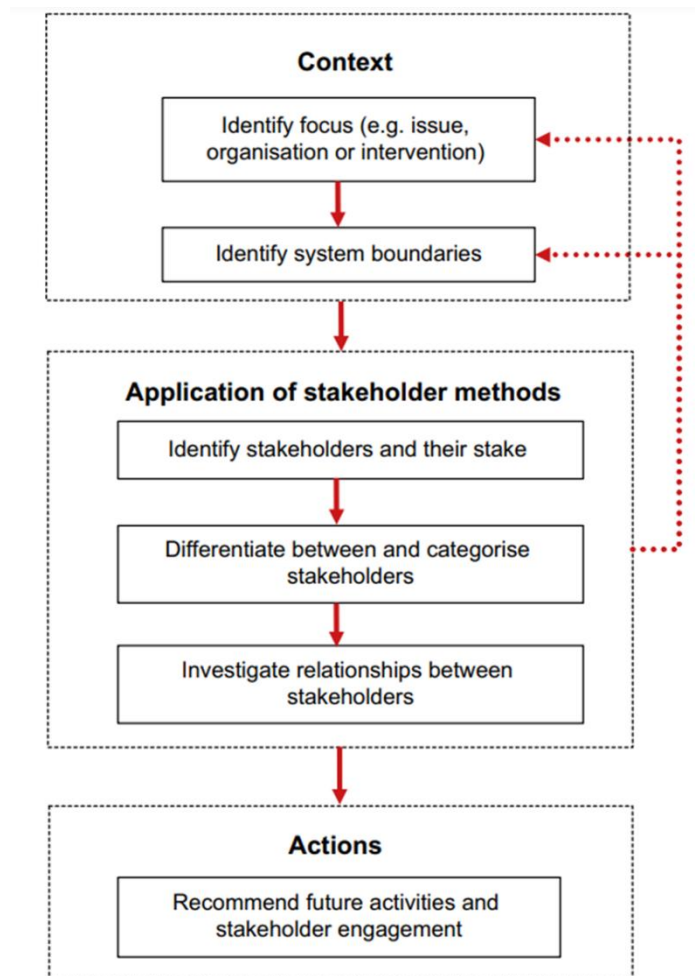 Context
Identify focus (e.g. issue,
organisation or intervention)
Identify system boundaries
Application of stakeholder methods
Identify stakeholders and their stake
Differentiate between and categorise
stakeholders
Investigate relationships between
stakeholders
Actions
Recommend future activities and
stakeholder engagement